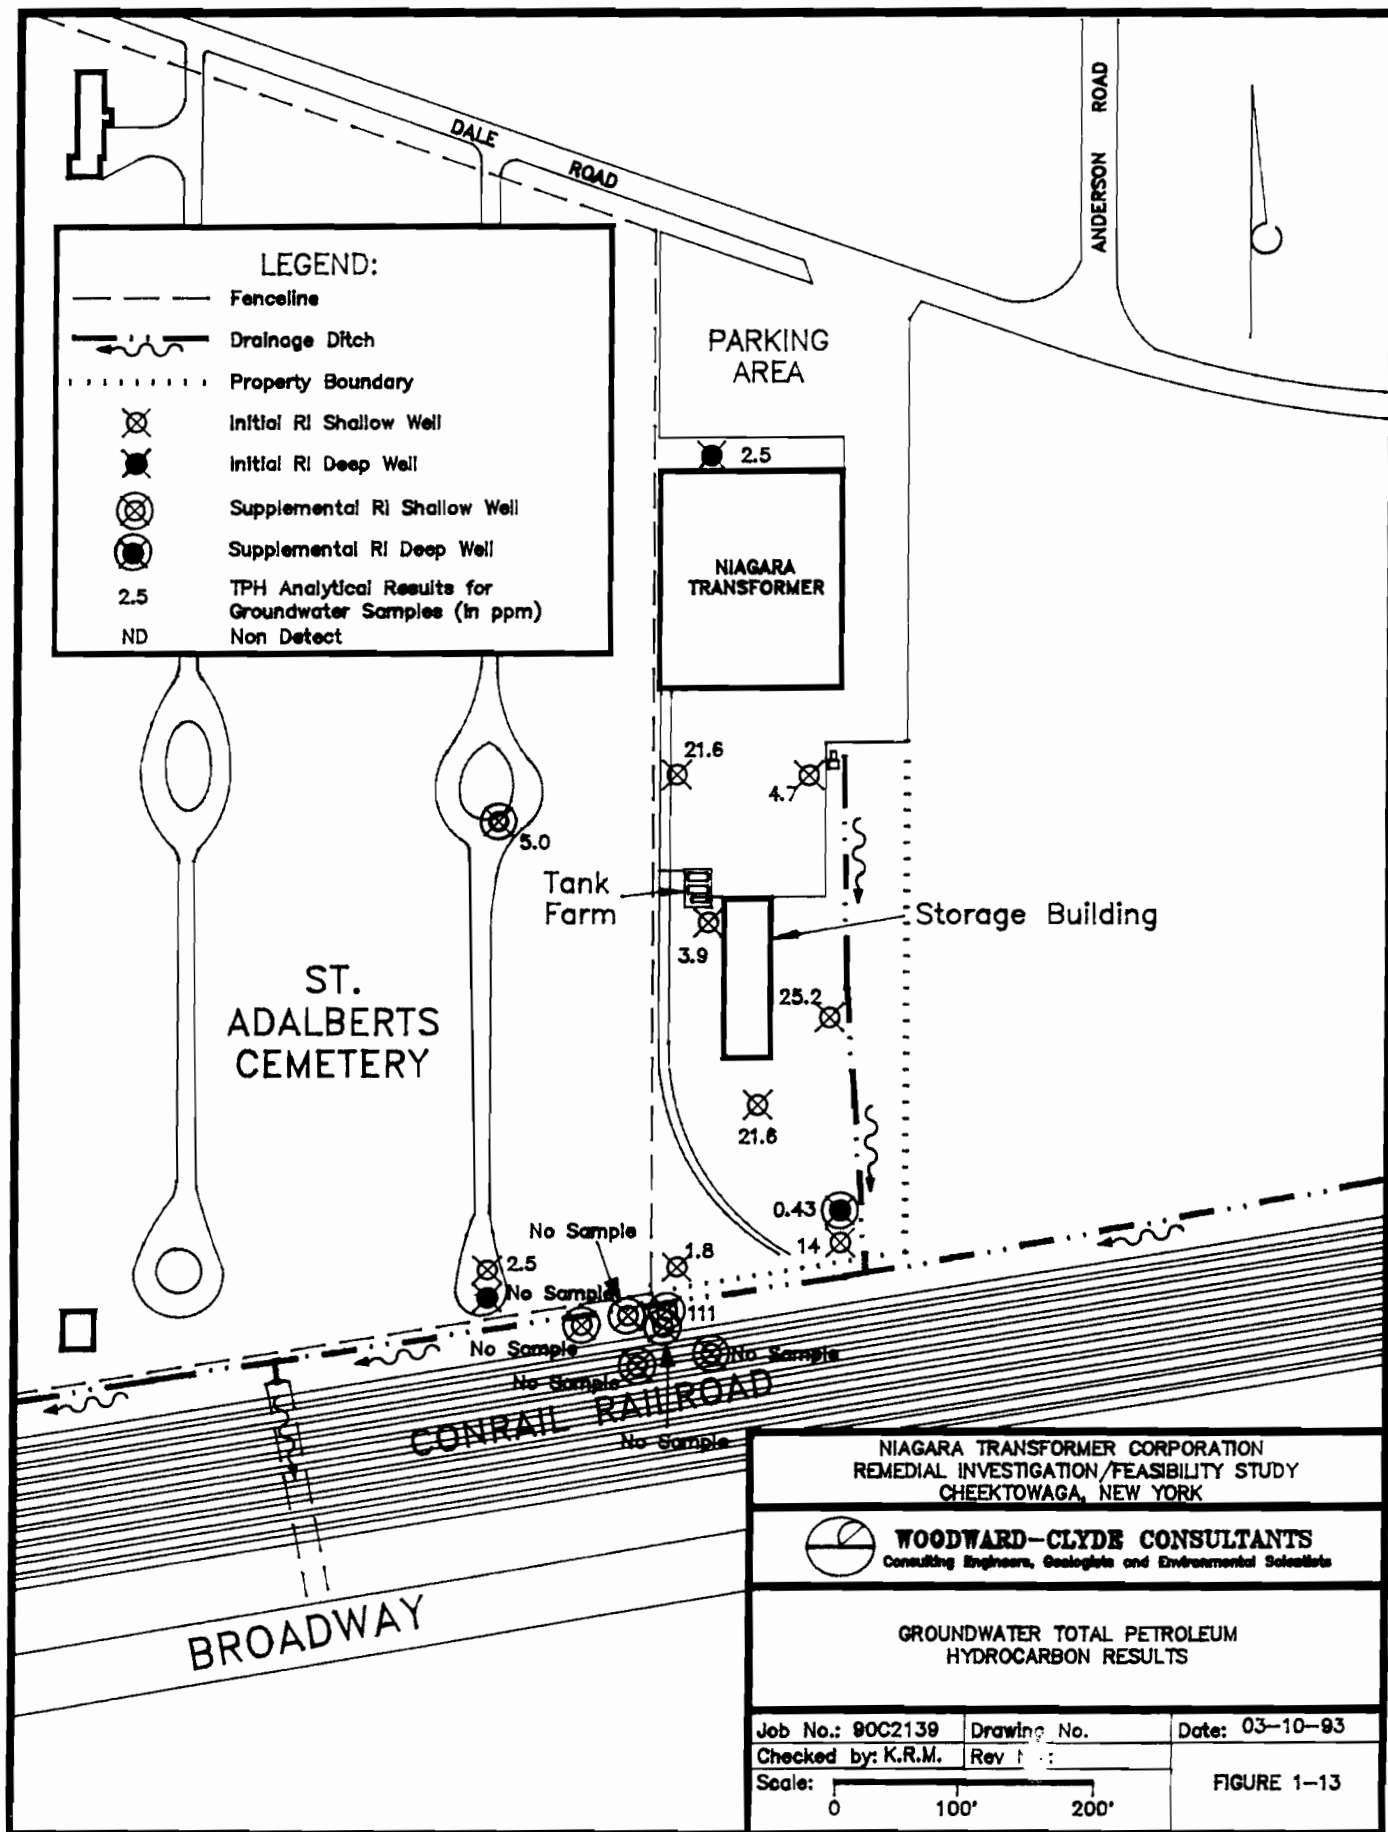 DALE ROAD
ANDERSON ROAD
LEGEND:
Fenceline
Drainage Ditch
Property Boundary
Initial RI Shallow Well
Initial RI Deep Well
Supplemental RI Shallow Well
Supplemental RI Deep Well
2.5
TPH Analytical Results for
Groundwater Samples (in ppm)
ND
Non Detect
PARKING
AREA
2.5
NIAGARA
TRANSFORMER
21.6
4.7
5.0
Tank
Farm
Storage Building
3.9
ST.
ADALBERTS
CEMETERY
25.2
21.6
0.43
14
No Sample
1.8
2.5
No Sample
111
No Sample
No Sample
No Sample
No Sample
CONRAIL RAILROAD
BROADWAY
NIAGARA TRANSFORMER CORPORATION
REMEDIAL INVESTIGATION/FEASIBILITY STUDY
CHEEKTOWAGA, NEW YORK
WOODWARD-CLYDE CONSULTANTS
Consulting Engineers, Geologists and Environmental Scientists
GROUNDWATER TOTAL PETROLEUM
HYDROCARBON RESULTS
Job No.: 90C2139
Drawing No.
Date: 03-10-93
Checked by: K.R.M.
Rev
Scale:
0 100' 200'
FIGURE 1-13